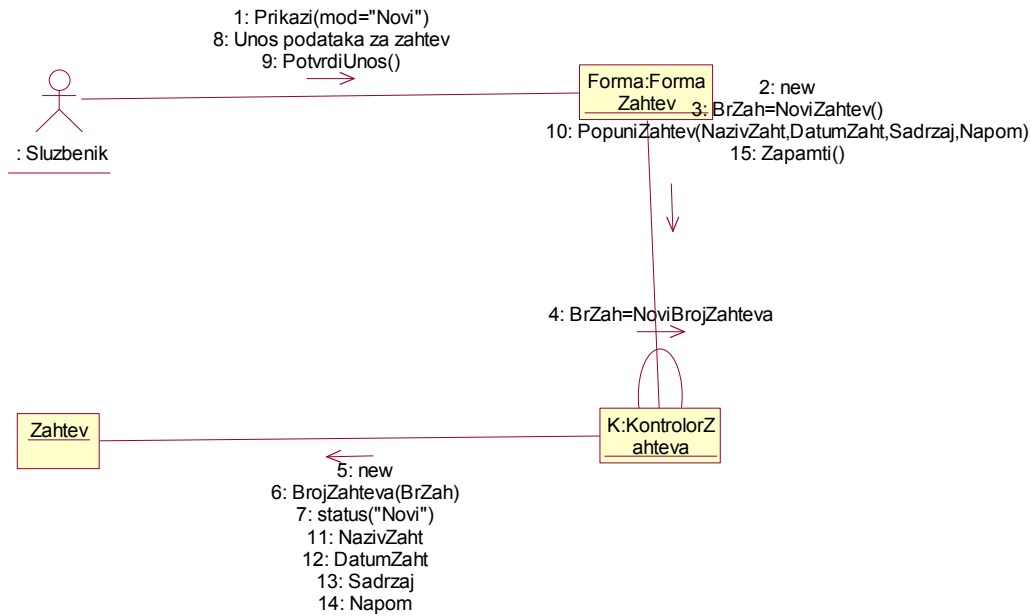 1: Prikazi(mod="Novi")
8: Unos podataka za zahtev
9: PotvrdiUnos()
: Sluzbenik
Forma:Forma
Zahtev
2: new
3: BrZah=NoviZahtev()
10: PopuniZahtev(NazivZaht,DatumZaht,Sadrzaj,Napom)
15: Zapamti()
4: BrZah=NoviBrojZahteva
Zahtev
K:KontrolorZ
ahteva
5: new
6: BrojZahteva(BrZah)
7: status("Novi")
11: NazivZaht
12: DatumZaht
13: Sadrzaj
14: Napom